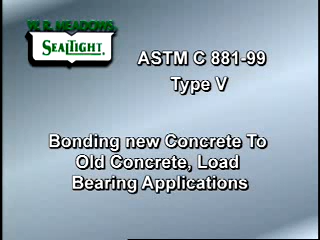 W. R. MEADOWS
SEALTIGHT
ASTM C 881-99
Type V
Bonding new Concrete To
Old Concrete, Load
Bearing Applications